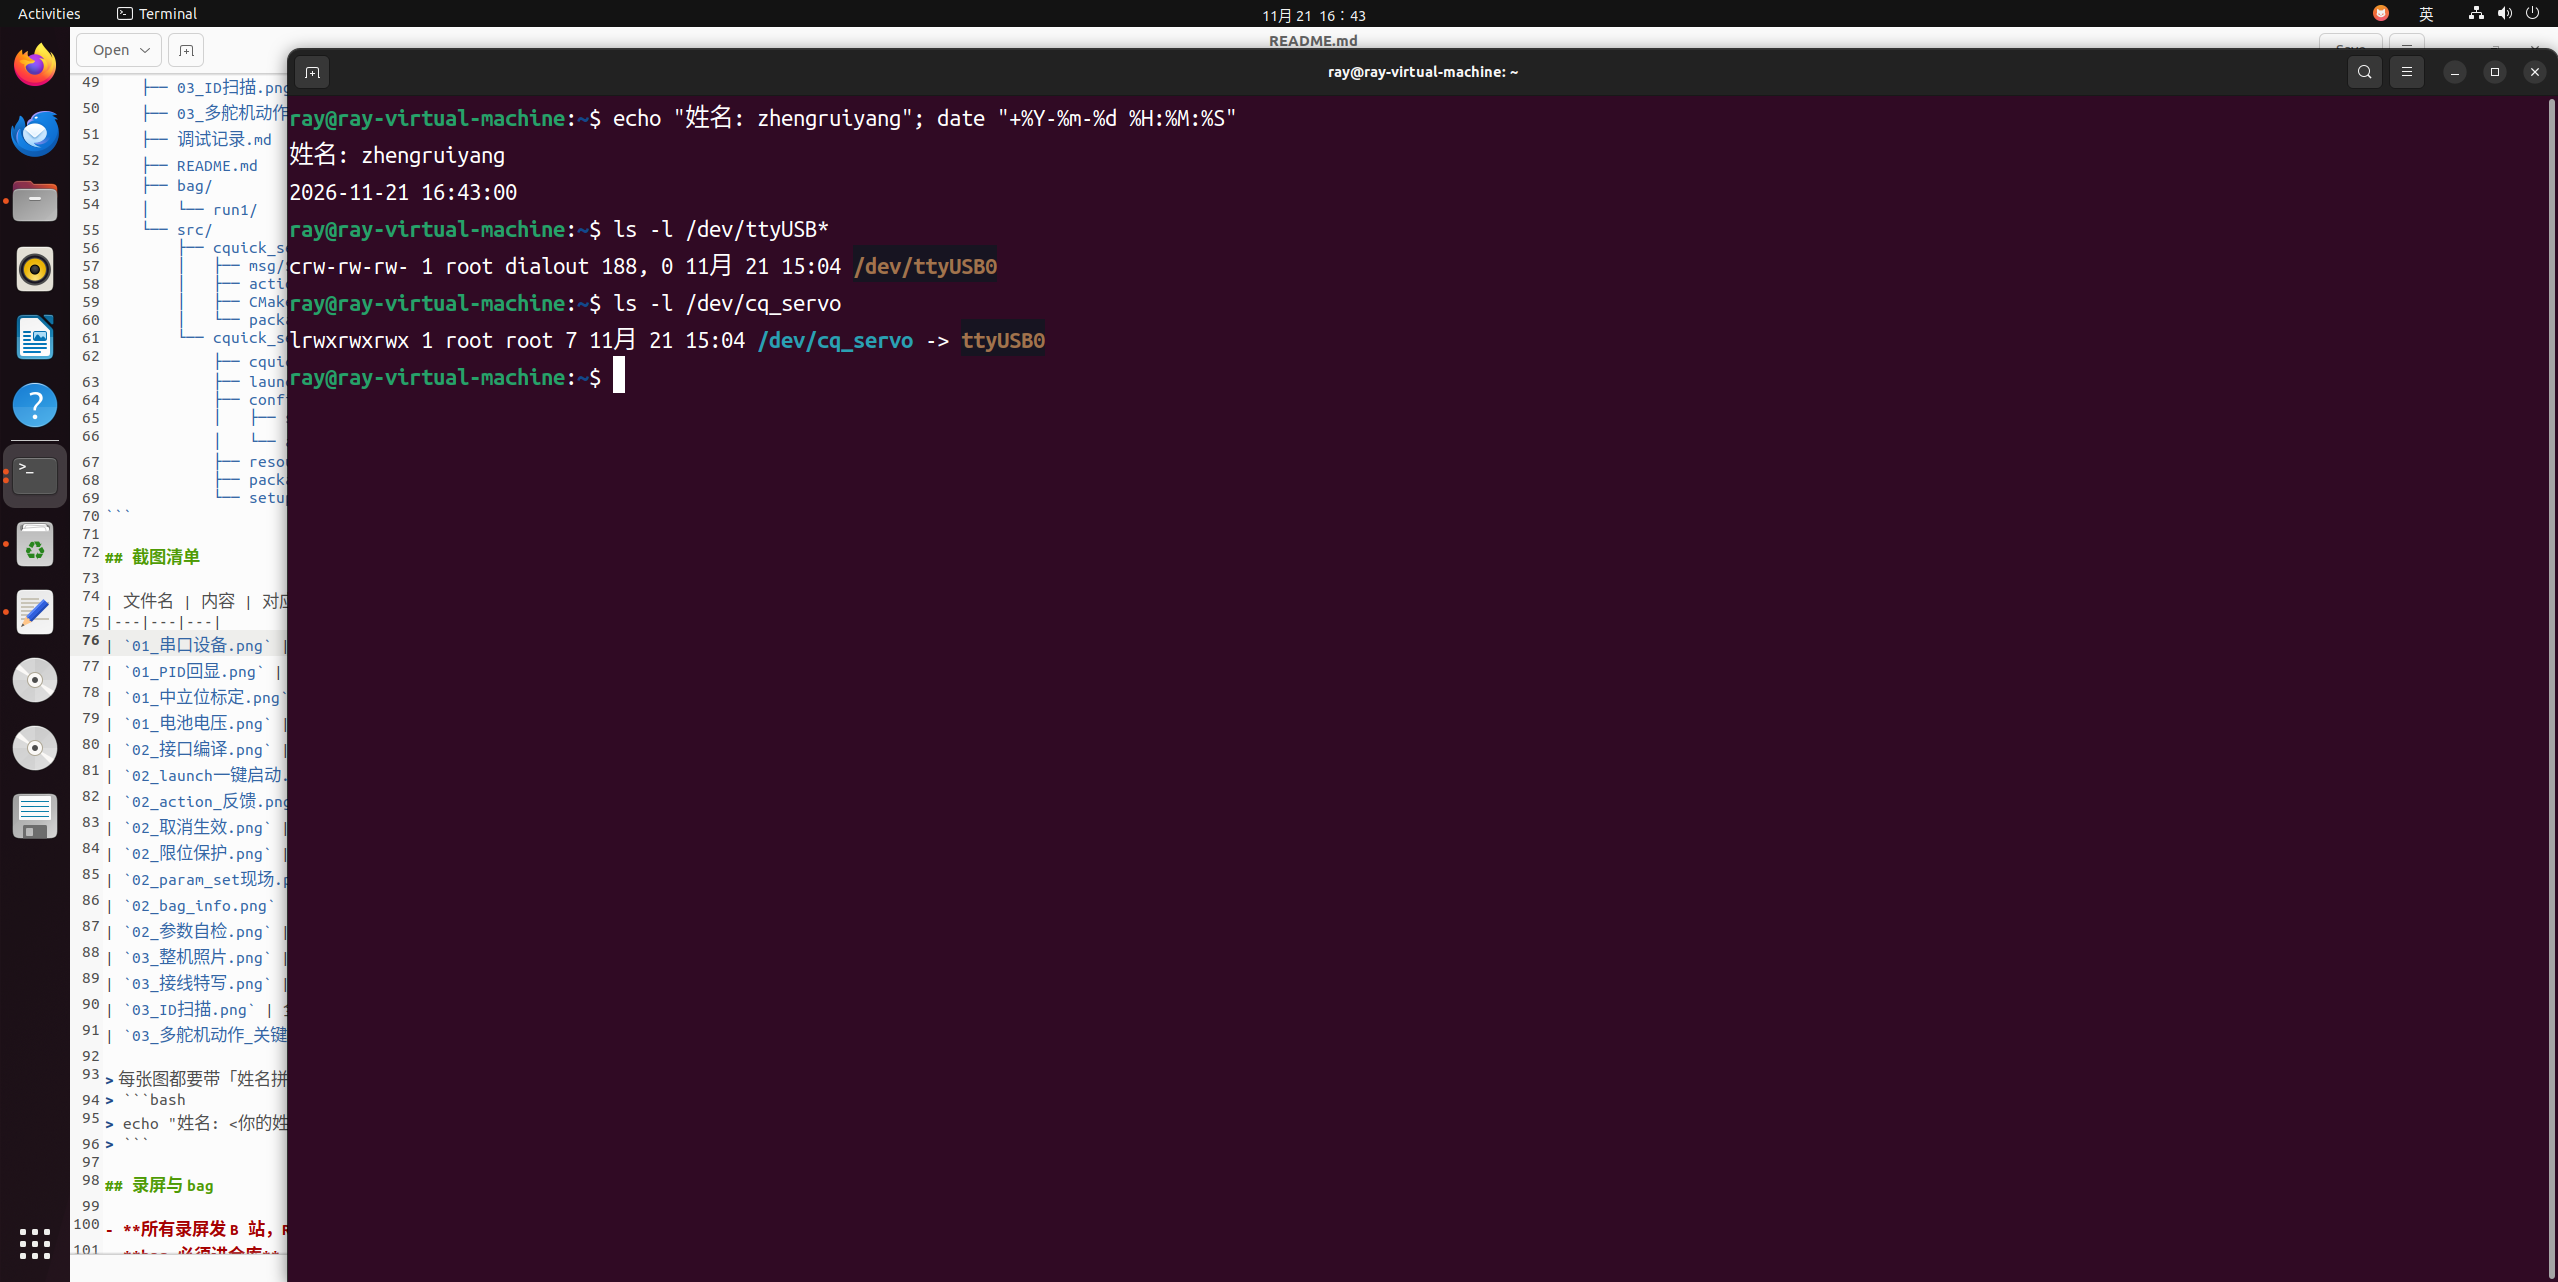 Activities
Terminal
11月 21 16：43
英
Open
README.md
ray@ray-virtual-machine: ~
49 ├── 03_ID扫描.png
50 ├── 03_多舵机动作
51 ├── 调试记录.md
52 ├── README.md
53 ├── bag/
54 │   └── run1/
55 └── src/
56 ├── cquick_se
57 │   ├── msg/
58 │   ├── actio
59 │   ├── CMake
60 │   └── packa
61 └── cquick_se
62 ├── cquic
63 ├── launc
64 ├── conf
65 │   ├── s
66 │   └──
67 ├── resou
68 ├── packa
69 └── setup
70 ```
71
72 ## 截图清单
73
74 | 文件名 | 内容 | 对应
75 |---|---|---|
76 | `01_串口设备.png` |
77 | `01_PID回显.png` |
78 | `01_中立位标定.png`
79 | `01_电池电压.png` |
80 | `02_接口编译.png` |
81 | `02_launch一键启动.
82 | `02_action_反馈.png
83 | `02_取消生效.png` |
84 | `02_限位保护.png` |
85 | `02_param_set现场.p
86 | `02_bag_info.png`
87 | `02_参数自检.png` |
88 | `03_整机照片.png` |
89 | `03_接线特写.png` |
90 | `03_ID扫描.png` |
91 | `03_多舵机动作_关键
92
93 > 每张图都要带「姓名拼
94 > ```bash
95 > echo "姓名: <你的姓
96 > ```
97
98 ## 录屏与 bag
99
100 - **所有录屏发 B 站，R
101 **bag 必须进仓库**
ray@ray-virtual-machine:~$ echo "姓名: zhengruiyang"; date "+%Y-%m-%d %H:%M:%S"
姓名: zhengruiyang
2026-11-21 16:43:00
ray@ray-virtual-machine:~$ ls -l /dev/ttyUSB*
crw-rw-rw- 1 root dialout 188, 0 11月 21 15:04 /dev/ttyUSB0
ray@ray-virtual-machine:~$ ls -l /dev/cq_servo
lrwxrwxrwx 1 root root 7 11月 21 15:04 /dev/cq_servo -> ttyUSB0
ray@ray-virtual-machine:~$